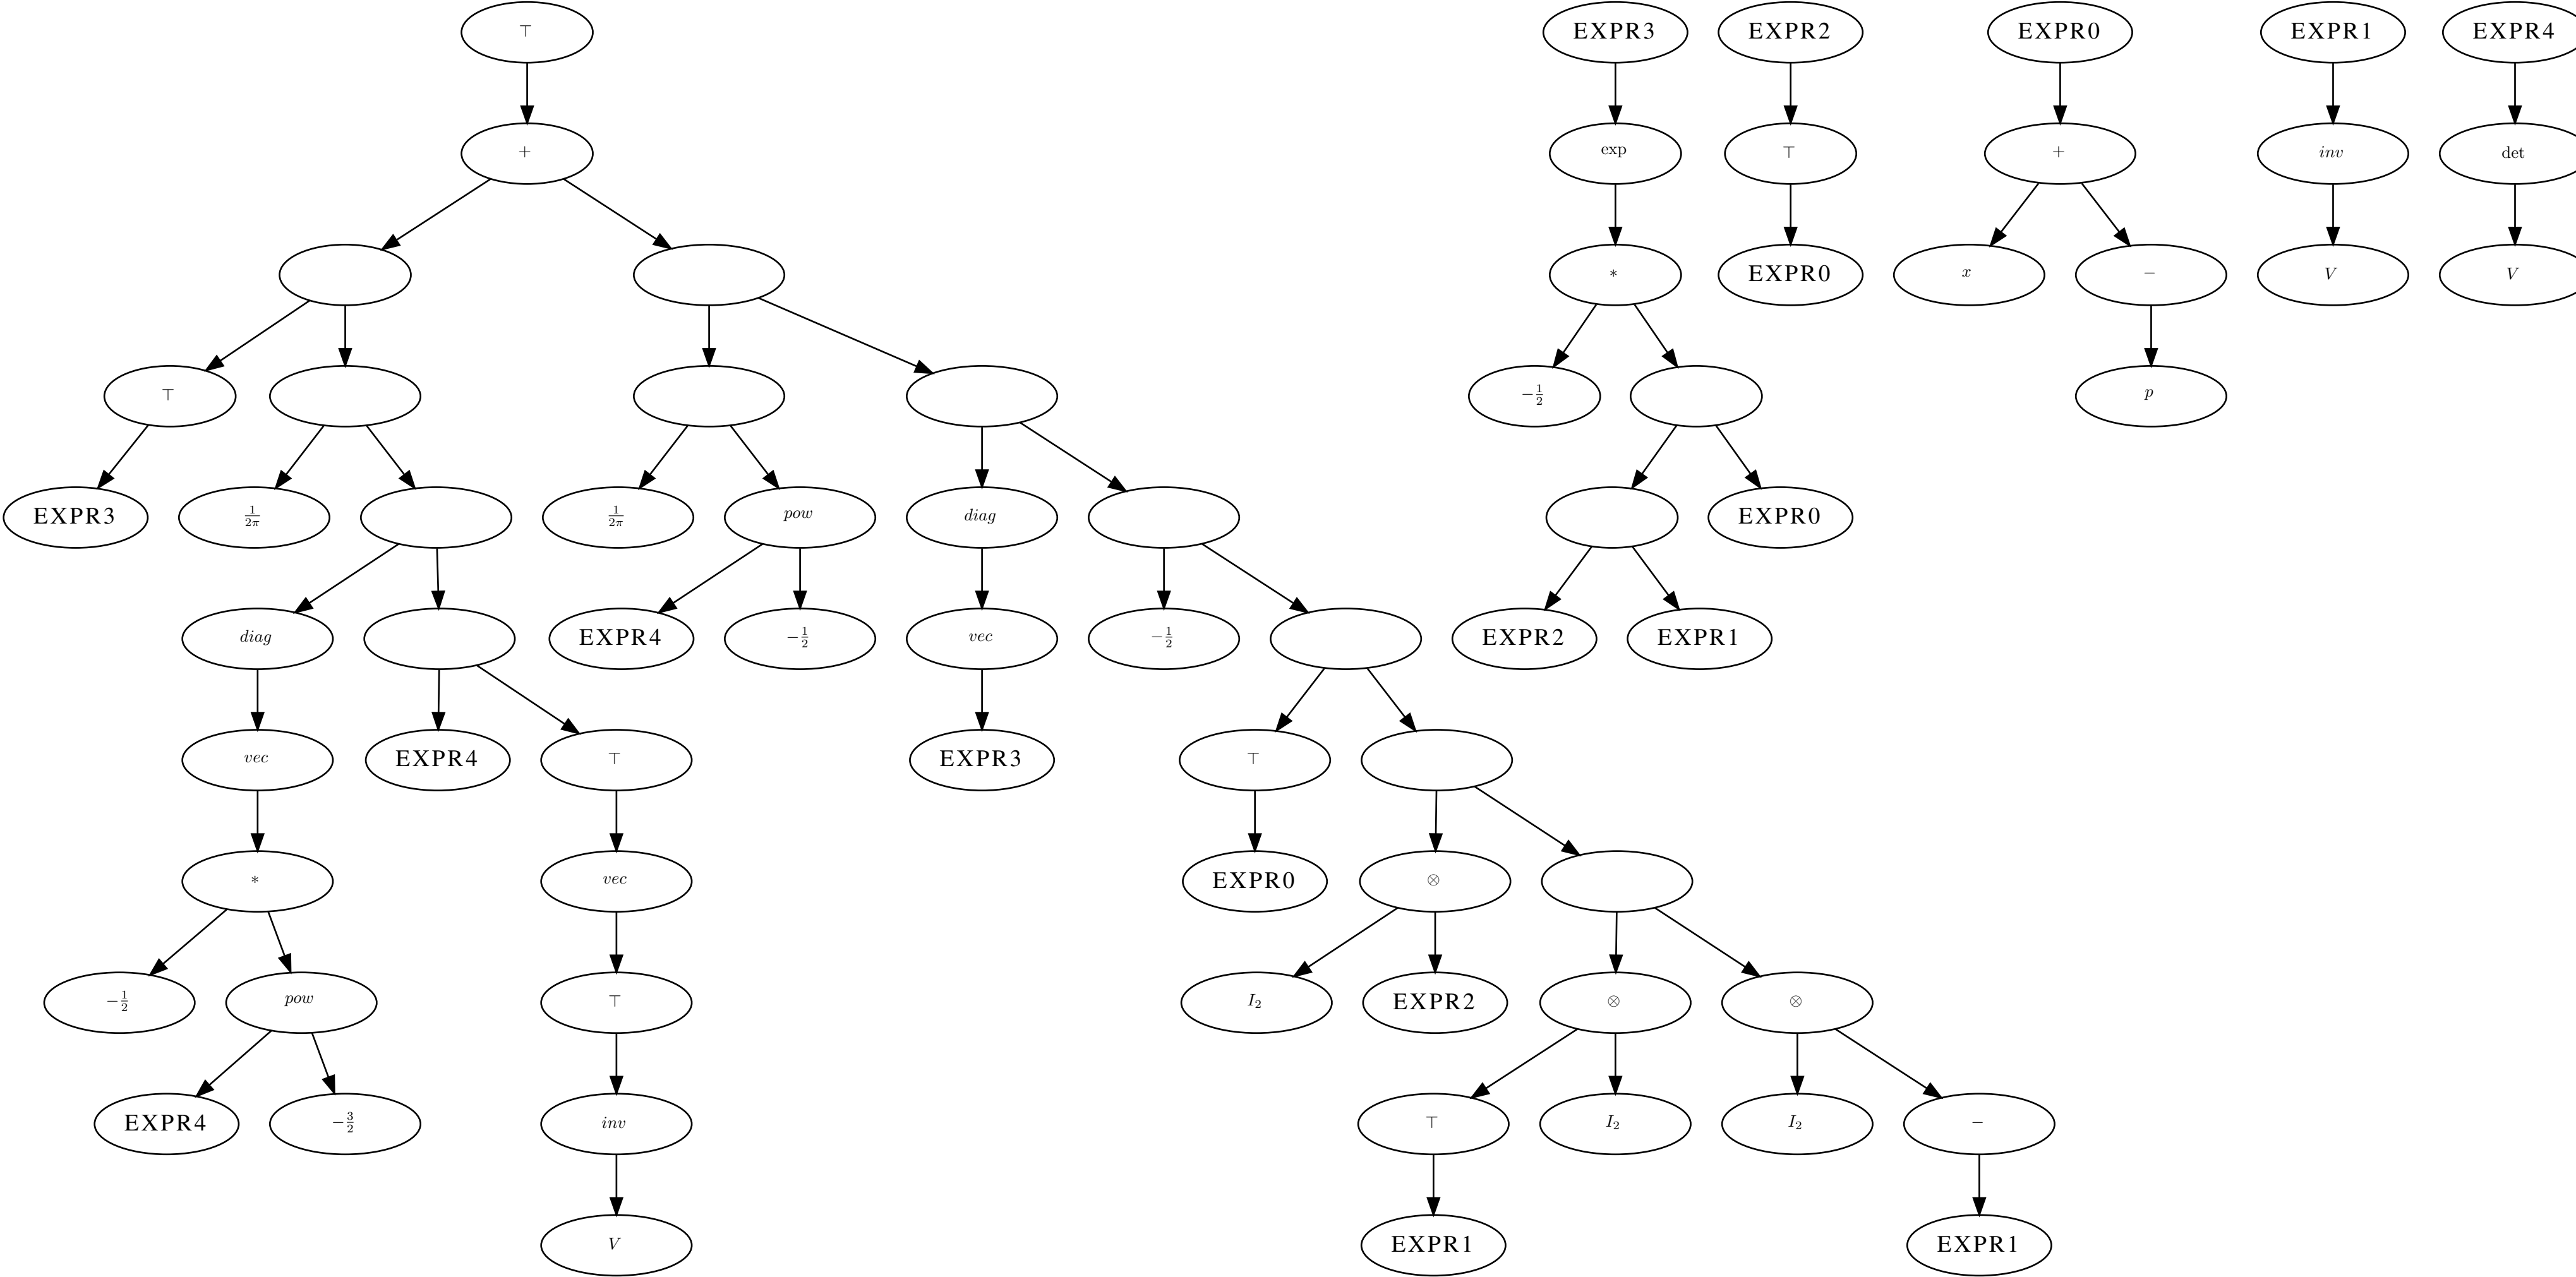 ⊤ EXPR3 EXPR2 EXPR0 EXPR1 EXPR4
+ exp ⊤ + inv det
* EXPR0 x − V V
⊤ −1/2 p
EXPR3 1/2π 1/2π pow diag EXPR0
diag EXPR4 −1/2 vec −1/2 EXPR2 EXPR1
vec EXPR4 ⊤ EXPR3 ⊤
* vec EXPR0 ⊗
−1/2 pow ⊤ I₂ EXPR2 ⊗ ⊗
EXPR4 −3/2 inv ⊤ I₂ I₂ −
V EXPR1 EXPR1